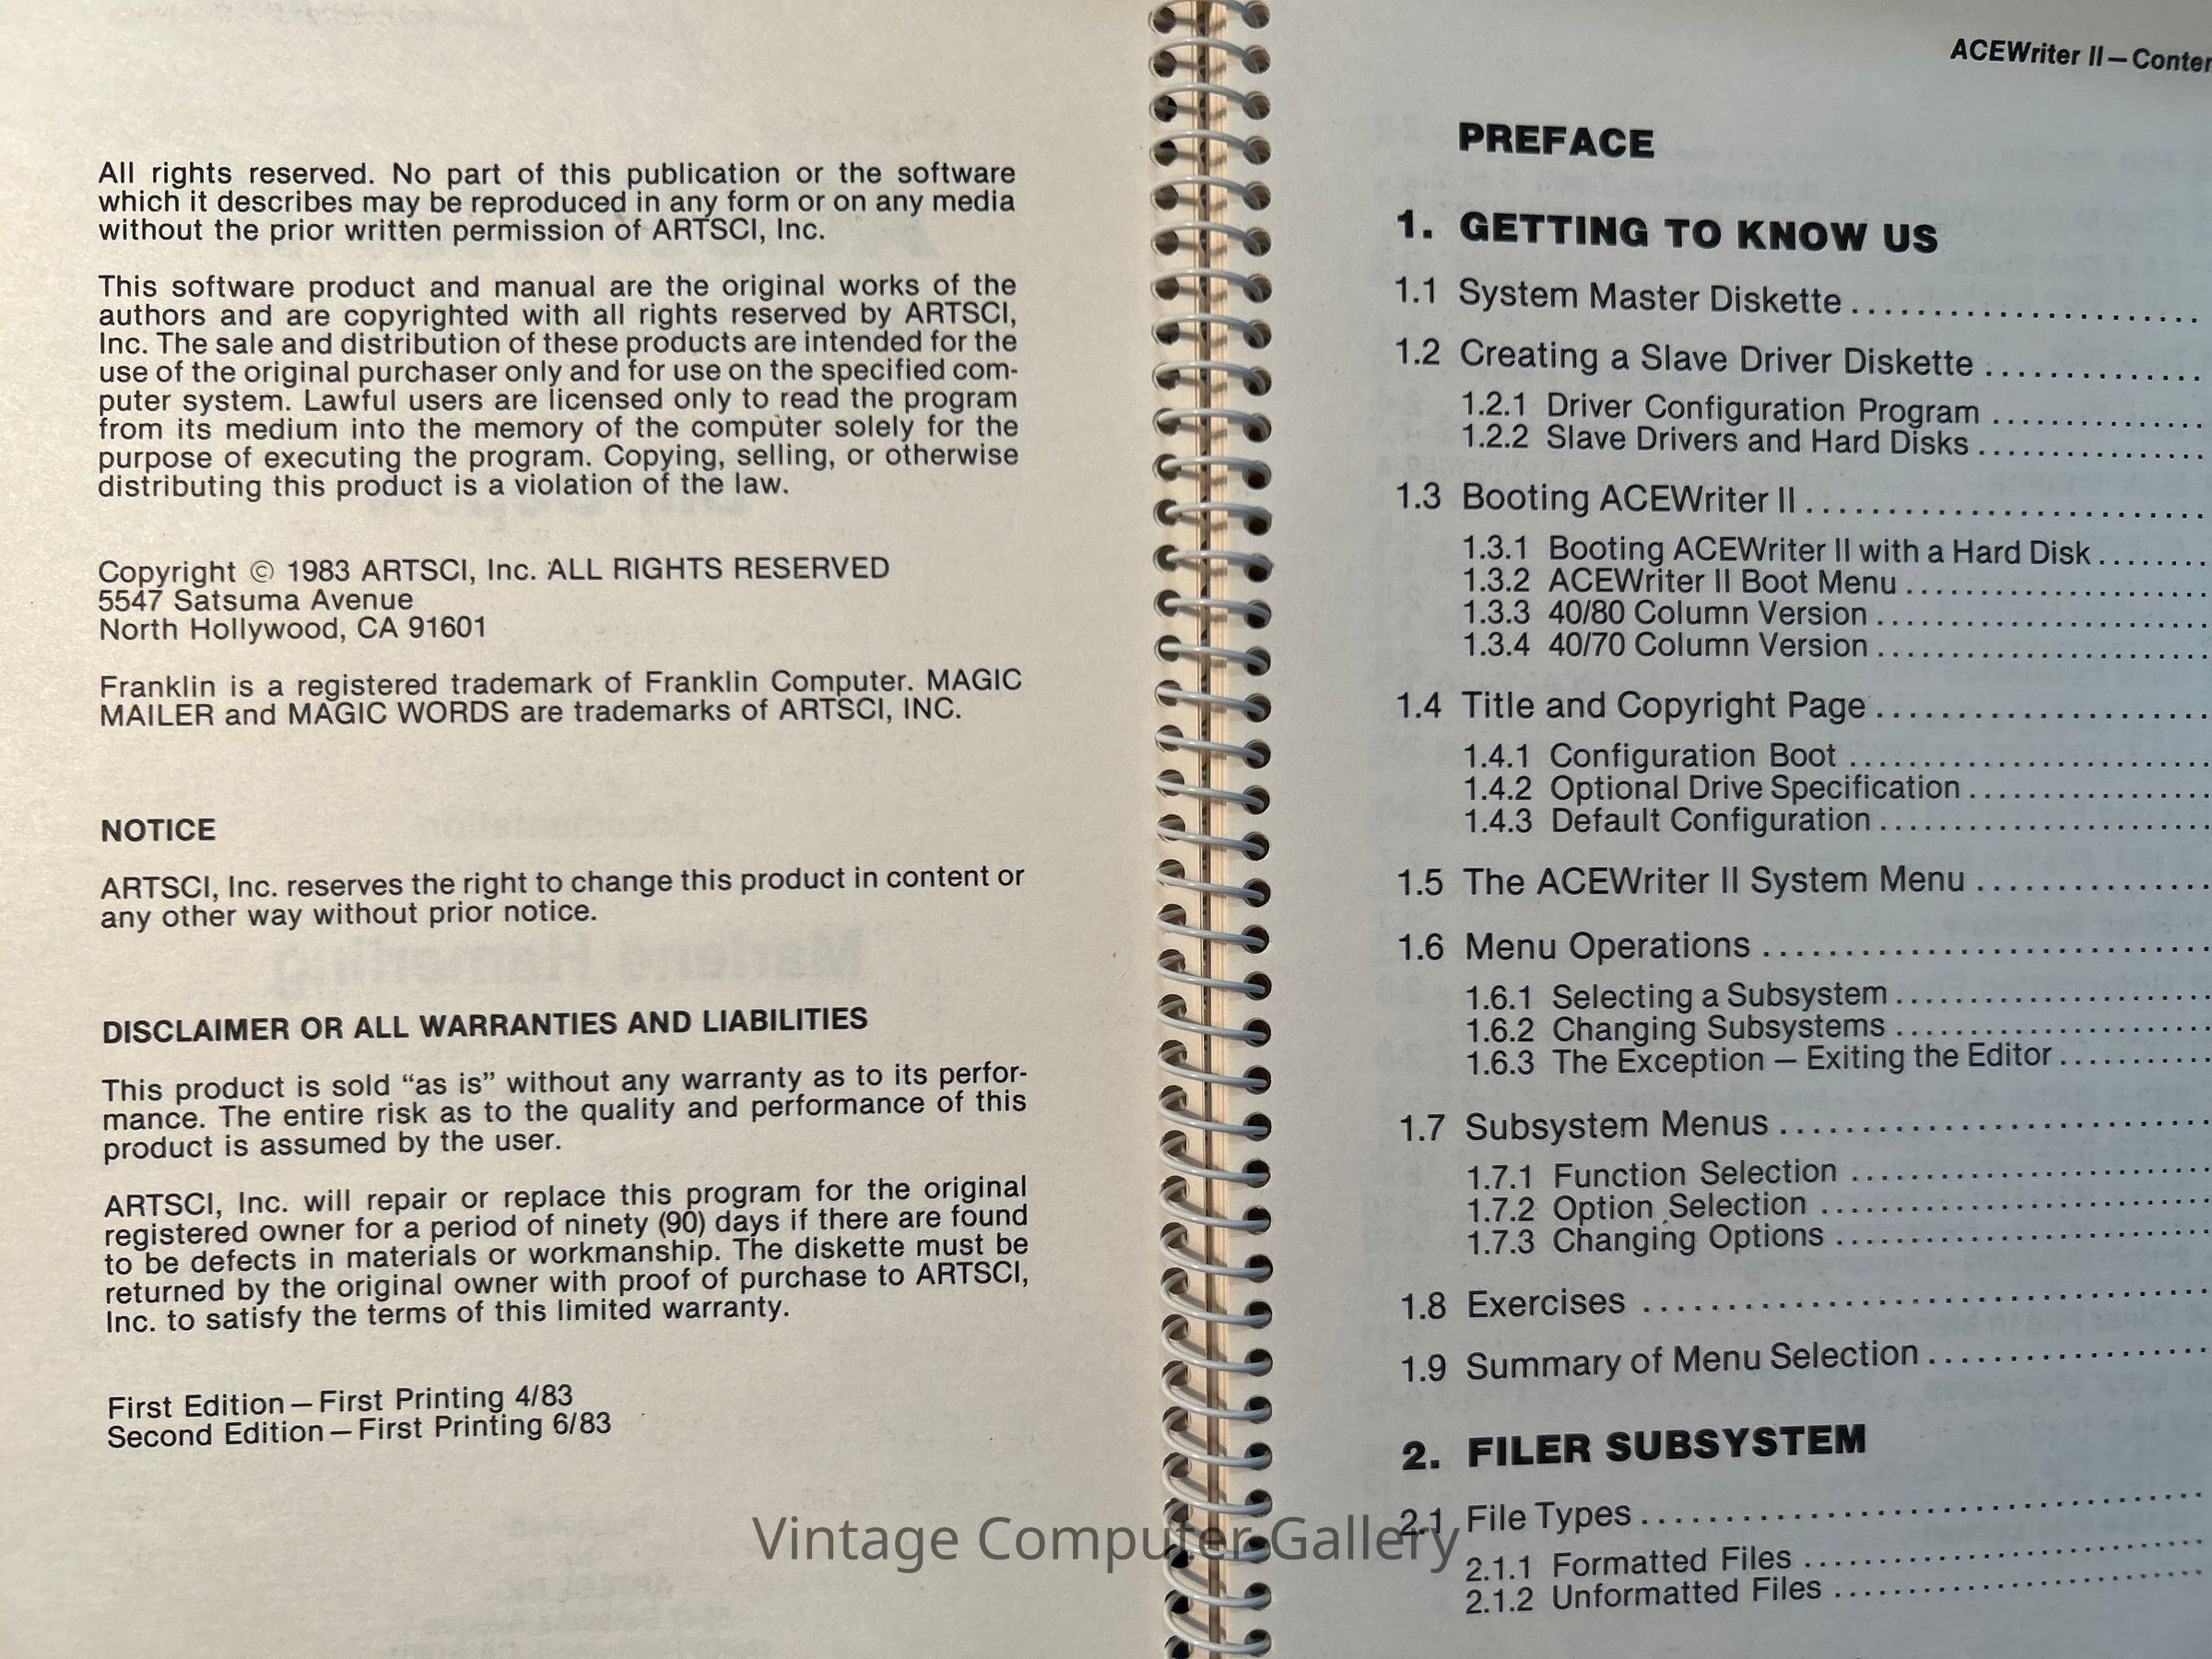 All rights reserved. No part of this publication or the software
which it describes may be reproduced in any form or on any media
without the prior written permission of ARTSCI, Inc.
This software product and manual are the original works of the
authors and are copyrighted with all rights reserved by ARTSCI,
Inc. The sale and distribution of these products are intended for the
use of the original purchaser only and for use on the specified com-
puter system. Lawful users are licensed only to read the program
from its medium into the memory of the computer solely for the
purpose of executing the program. Copying, selling, or otherwise
distributing this product is a violation of the law.
Copyright © 1983 ARTSCI, Inc. ALL RIGHTS RESERVED
5547 Satsuma Avenue
North Hollywood, CA 91601
Franklin is a registered trademark of Franklin Computer. MAGIC
MAILER and MAGIC WORDS are trademarks of ARTSCI, INC.
NOTICE
ARTSCI, Inc. reserves the right to change this product in content or
any other way without prior notice.
DISCLAIMER OR ALL WARRANTIES AND LIABILITIES
This product is sold “as is” without any warranty as to its perfor-
mance. The entire risk as to the quality and performance of this
product is assumed by the user.
ARTSCI, Inc. will repair or replace this program for the original
registered owner for a period of ninety (90) days if there are found
to be defects in materials or workmanship. The diskette must be
returned by the original owner with proof of purchase to ARTSCI,
Inc. to satisfy the terms of this limited warranty.
First Edition — First Printing 4/83
Second Edition — First Printing 6/83
ACEWriter II — Conten
PREFACE
1. GETTING TO KNOW US
1.1 System Master Diskette
1.2 Creating a Slave Driver Diskette
1.2.1 Driver Configuration Program
1.2.2 Slave Drivers and Hard Disks
1.3 Booting ACEWriter II
1.3.1 Booting ACEWriter II with a Hard Disk
1.3.2 ACEWriter II Boot Menu
1.3.3 40/80 Column Version
1.3.4 40/70 Column Version
1.4 Title and Copyright Page
1.4.1 Configuration Boot
1.4.2 Optional Drive Specification
1.4.3 Default Configuration
1.5 The ACEWriter II System Menu
1.6 Menu Operations
1.6.1 Selecting a Subsystem
1.6.2 Changing Subsystems
1.6.3 The Exception — Exiting the Editor
1.7 Subsystem Menus
1.7.1 Function Selection
1.7.2 Option Selection
1.7.3 Changing Options
1.8 Exercises
1.9 Summary of Menu Selection
2. FILER SUBSYSTEM
2.1 File Types
2.1.1 Formatted Files
2.1.2 Unformatted Files
Vintage Computer Gallery